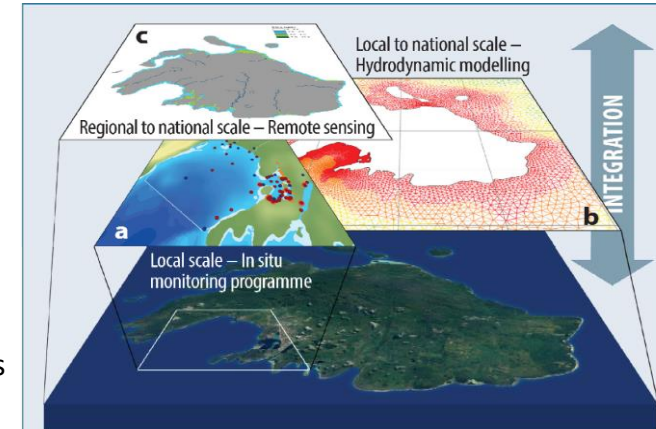 c
Local to national scale –
Hydrodynamic modelling
Regional to national scale – Remote sensing
a
b
INTEGRATION
Local scale – In situ
monitoring programme
s